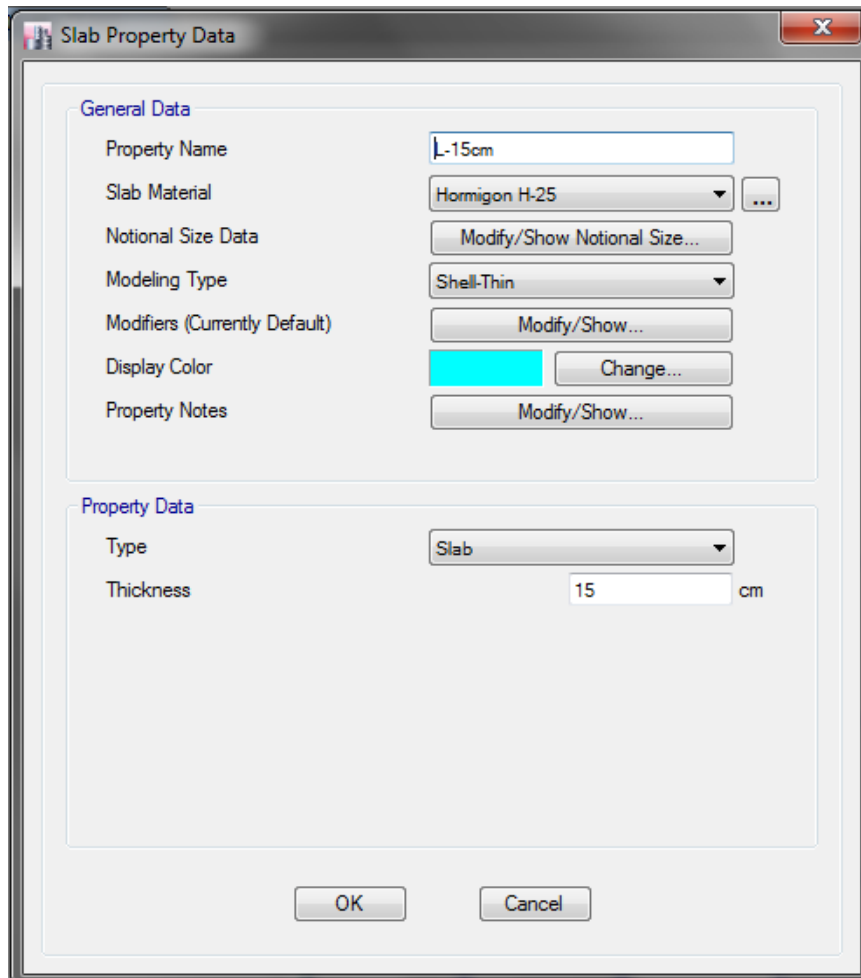 Slab Property Data
General Data
Property Name L-15cm
Slab Material Hormigon H-25 ...
Notional Size Data Modify/Show Notional Size...
Modeling Type Shell-Thin
Modifiers (Currently Default) Modify/Show...
Display Color Change...
Property Notes Modify/Show...
Property Data
Type Slab
Thickness 15 cm
OK Cancel